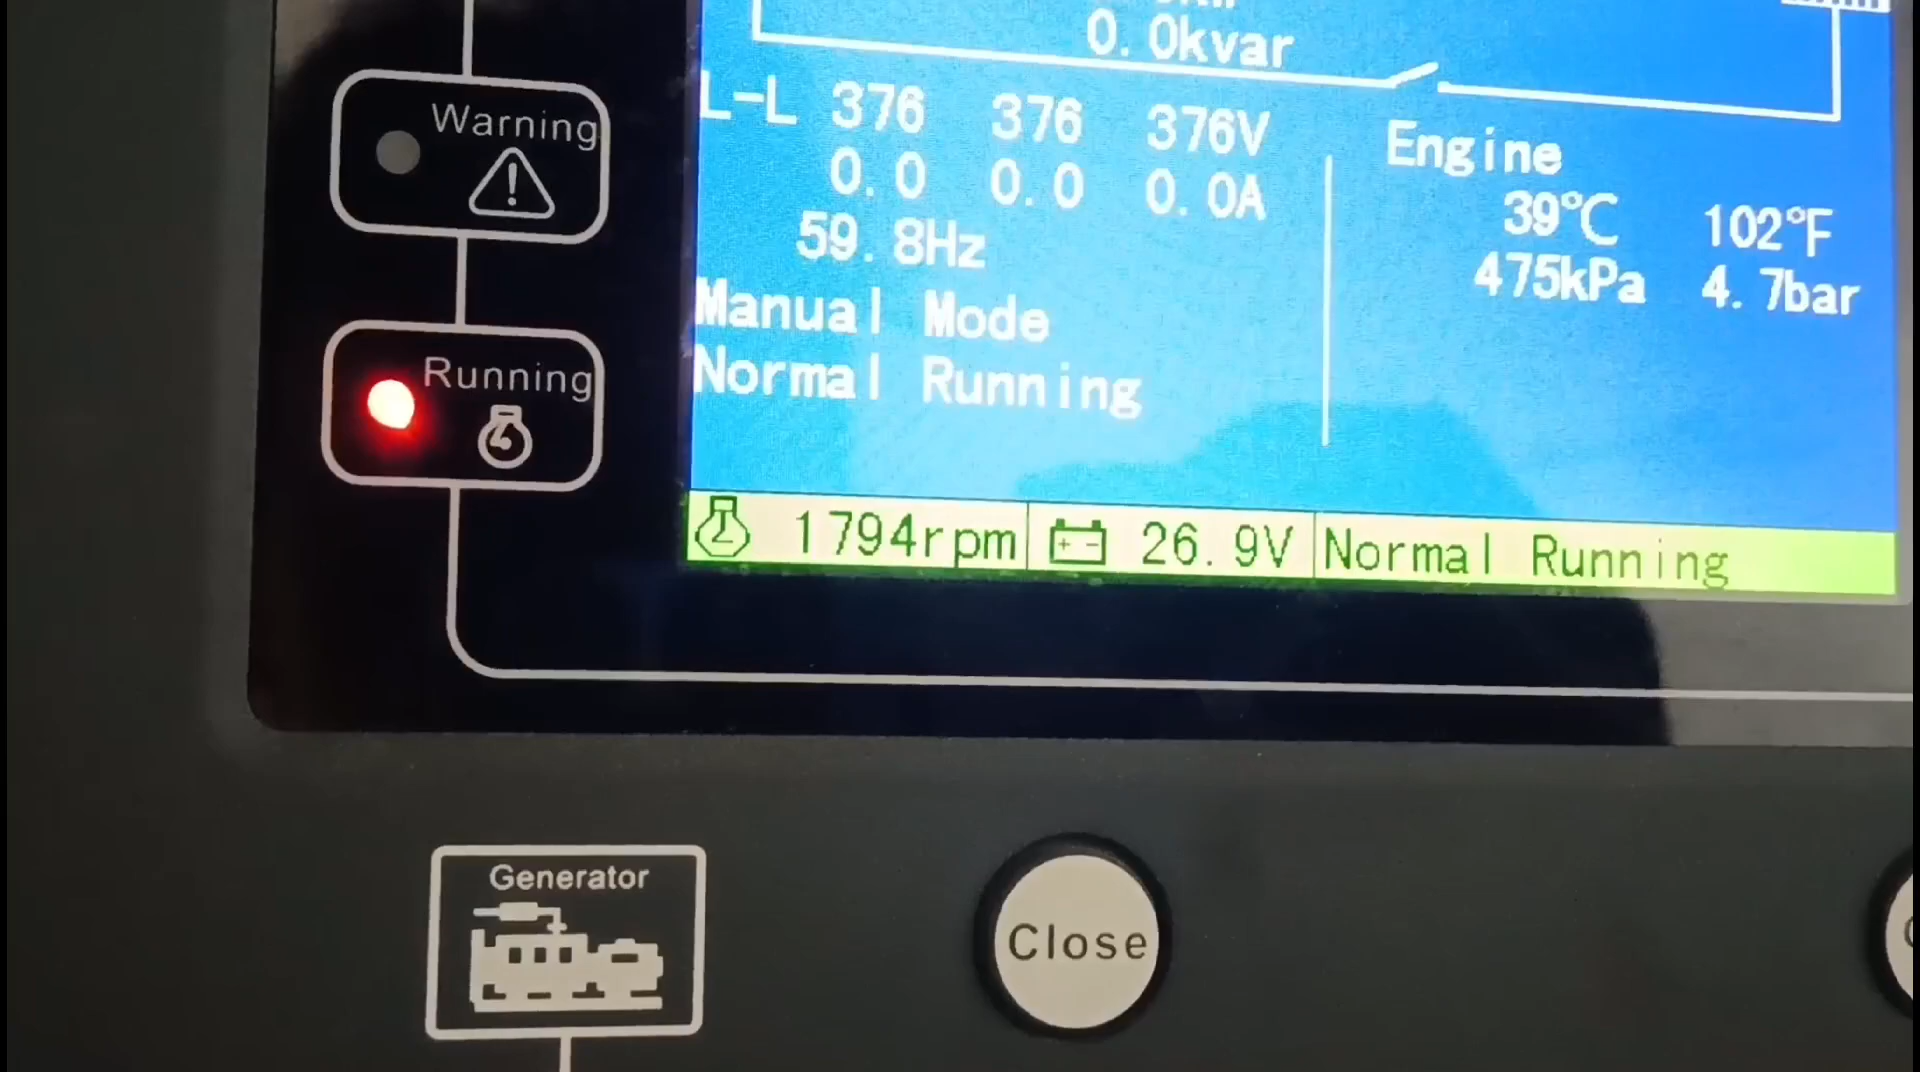 Warning
0.0kvar
L-L 376 376 376V
0.0 0.0 0.0A
59.8Hz
Manual Mode
Normal Running
Engine
39℃ 102℉
475kPa 4.7bar
Running
1794rpm 26.9V Normal Running
Generator
Close